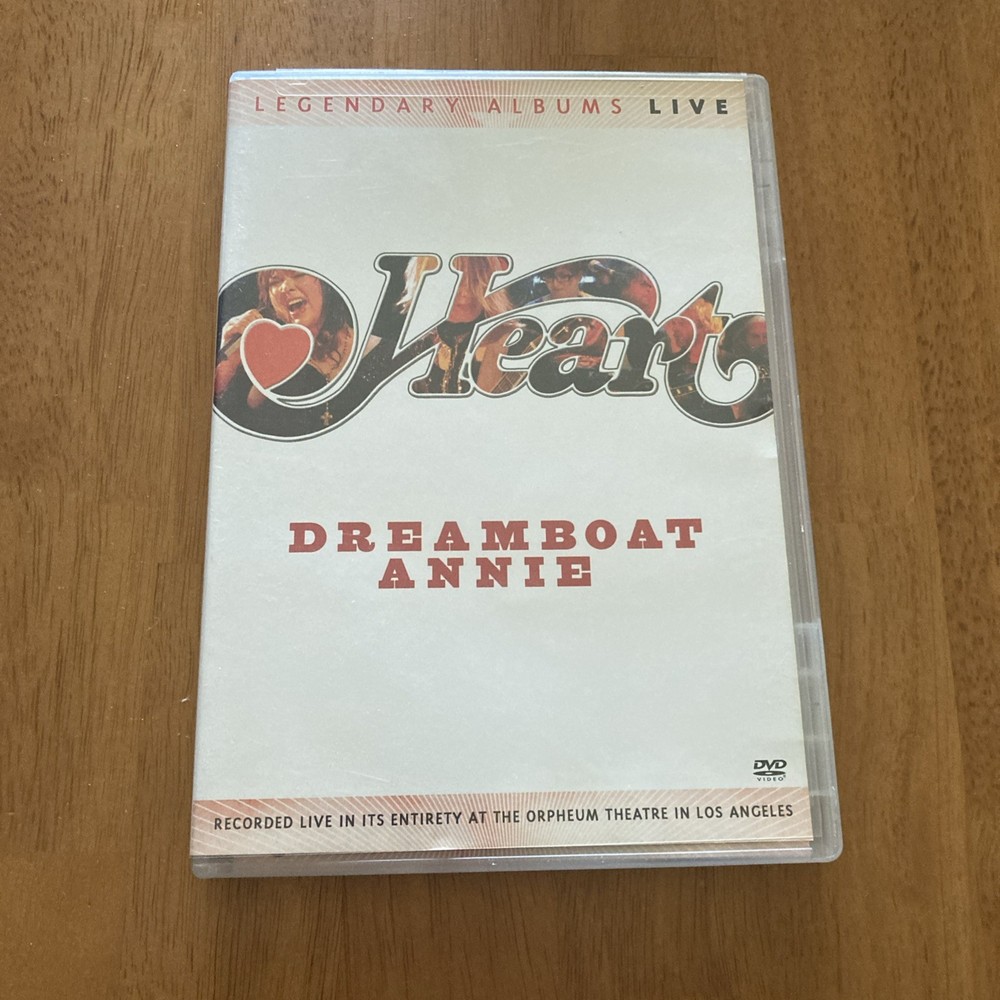 LEGENDARY ALBUMS LIVE
Heart
DREAMBOAT
ANNIE
DVD
VIDEO
RECORDED LIVE IN ITS ENTIRETY AT THE ORPHEUM THEATRE IN LOS ANGELES